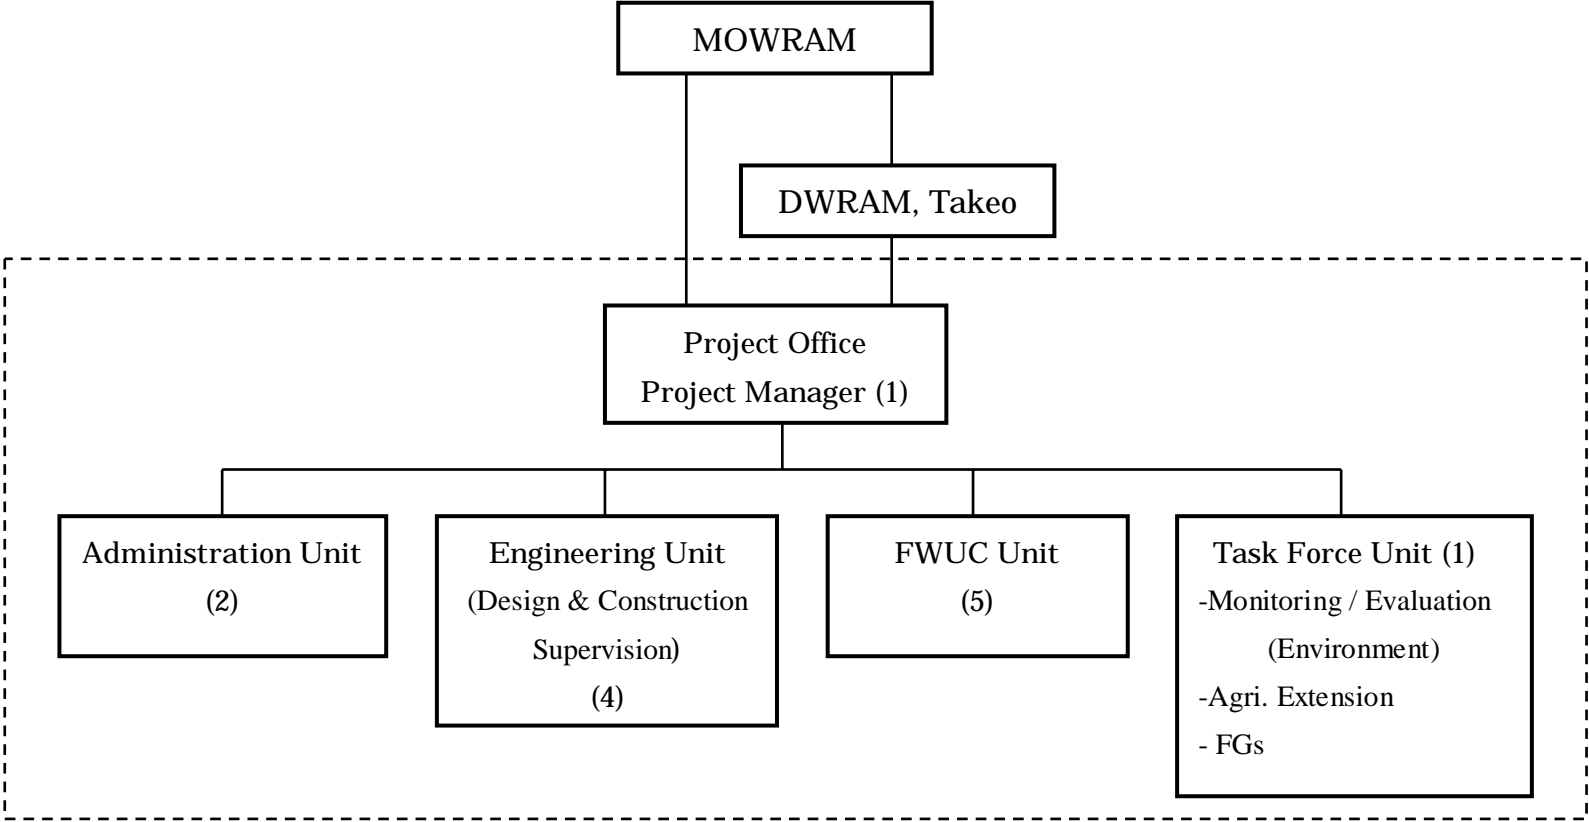 MOWRAM
DWRAM, Takeo
Project Office
Project Manager (1)
Administration Unit
(2)
Engineering Unit
(Design & Construction
Supervision)
(4)
FWUC Unit
(5)
Task Force Unit (1)
-Monitoring / Evaluation
(Environment)
-Agri. Extension
- FGs